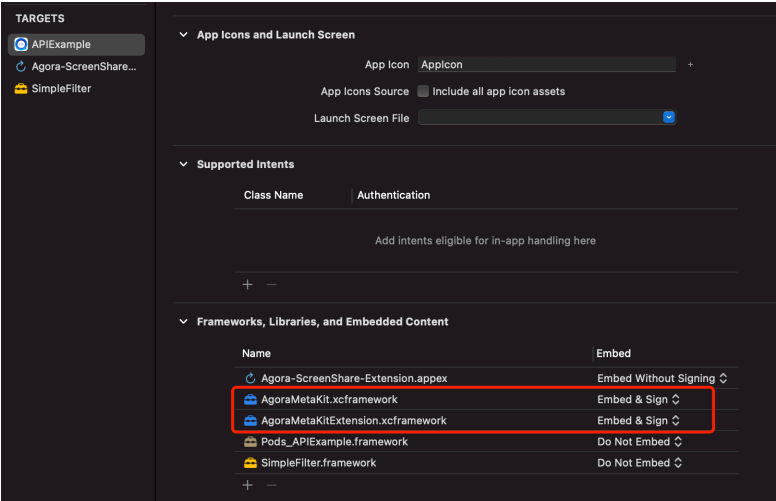 TARGETS
APIExample
Agora-ScreenShare...
SimpleFilter
App Icons and Launch Screen
App Icon AppIcon +
App Icons Source Include all app icon assets
Launch Screen File
Supported Intents
Class Name Authentication
Add intents eligible for in-app handling here
+ −
Frameworks, Libraries, and Embedded Content
Name Embed
Agora-ScreenShare-Extension.appex Embed Without Signing
AgoraMetaKit.xcframework Embed & Sign
AgoraMetaKitExtension.xcframework Embed & Sign
Pods_APIExample.framework Do Not Embed
SimpleFilter.framework Do Not Embed
+ −